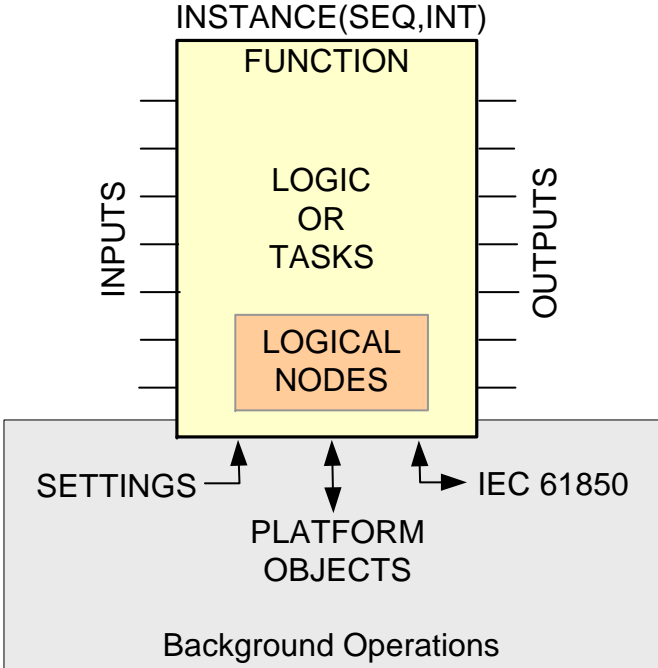 INSTANCE(SEQ,INT)
FUNCTION
LOGIC
OR
TASKS
INPUTS
OUTPUTS
LOGICAL
NODES
SETTINGS
IEC 61850
PLATFORM
OBJECTS
Background Operations